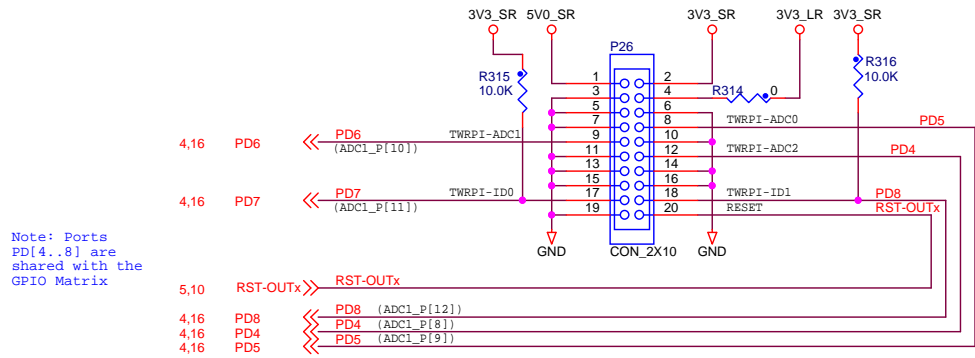 3V3_SR 5V0_SR 3V3_SR 3V3_LR 3V3_SR
P26
R315
10.0K
R316
10.0K
R314 0
1 2
3 4
5 6
7 8 TWRPI-ADC0 PD5
4,16 PD6 PD6 TWRPI-ADC1 9 10
(ADC1_P[10])
11 12 TWRPI-ADC2 PD4
13 14
15 16
4,16 PD7 PD7 TWRPI-ID0 17 18 TWRPI-ID1 PD8
(ADC1_P[11])
19 20 RESET RST-OUTx
GND CON_2X10 GND
Note: Ports
PD[4..8] are
shared with the
GPIO Matrix
5,10 RST-OUTx RST-OUTx
4,16 PD8 PD8 (ADC1_P[12])
4,16 PD4 PD4 (ADC1_P[8])
4,16 PD5 PD5 (ADC1_P[9])